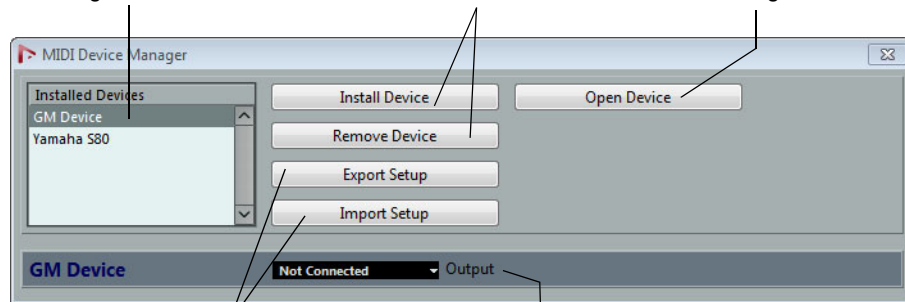 MIDI Device Manager
Installed Devices
GM Device
Yamaha S80
Install Device
Open Device
Remove Device
Export Setup
Import Setup
GM Device
Not Connected
Output